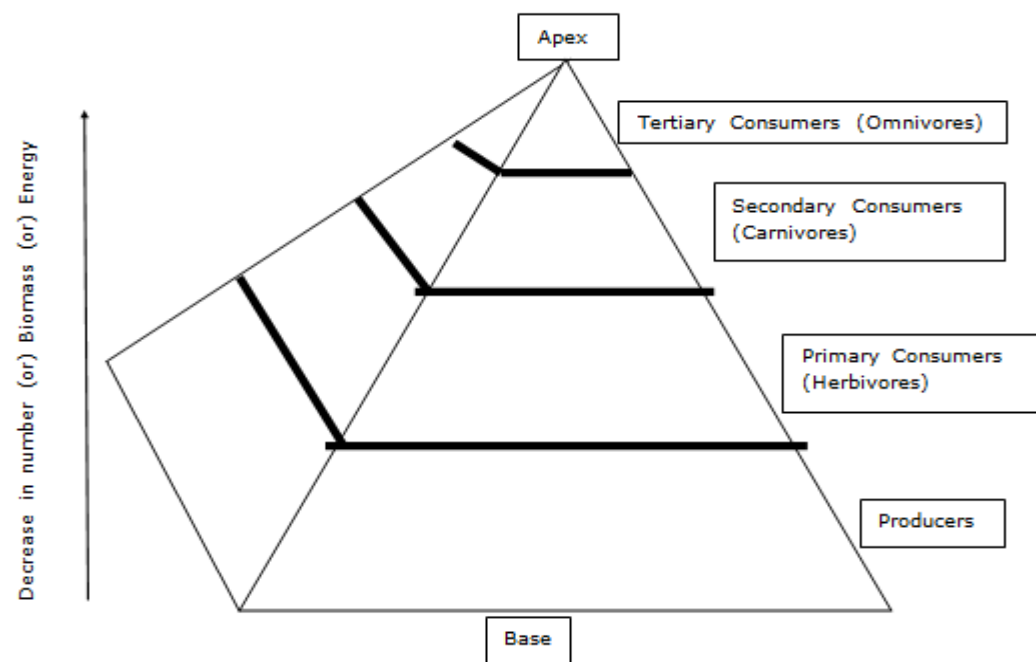 Apex
Tertiary Consumers (Omnivores)
Secondary Consumers
(Carnivores)
Primary Consumers
(Herbivores)
Producers
Base
Decrease in number (or) Biomass (or) Energy